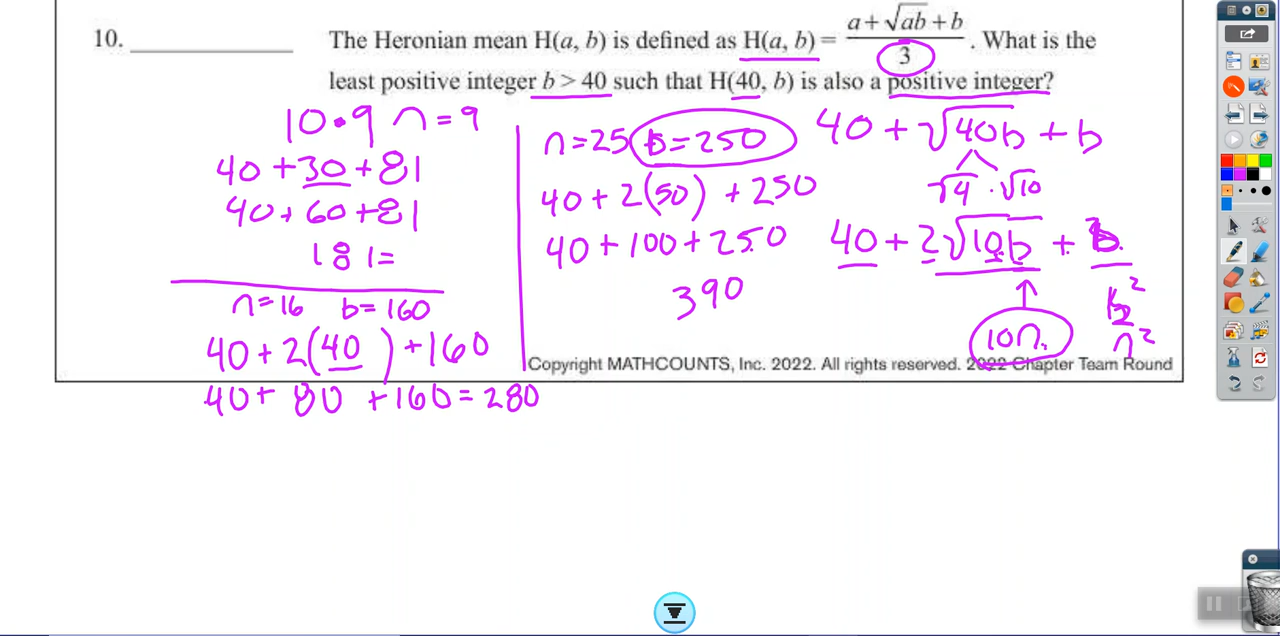 10. ____________ The Heronian mean H(a, b) is defined as H(a, b) = a + √ab + b / 3 . What is the
least positive integer b > 40 such that H(40, b) is also a positive integer?
10 • 9 n = 9
40 + 30 + 81
40 + 60 + 81
181 =
n = 16 b = 160
40 + 2(40) + 160
40 + 80 + 160 = 280
n = 25 b = 250
40 + 2(50) + 250
40 + 100 + 250
390
40 + √40b + b
√4 · √10
40 + 2√10b +
10n.
n²
Copyright MATHCOUNTS, Inc. 2022. All rights reserved. 2022 Chapter Team Round